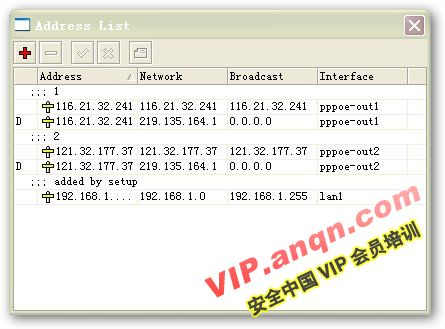 Address List
Address Network Broadcast Interface
;;; 1
116.21.32.241 116.21.32.241 116.21.32.241 pppoe-out1
D 116.21.32.241 219.135.164.1 0.0.0.0 pppoe-out1
;;; 2
121.32.177.37 121.32.177.37 121.32.177.37 pppoe-out2
D 121.32.177.37 219.135.164.1 0.0.0.0 pppoe-out2
;;; added by setup
192.168.1.... 192.168.1.0 192.168.1.255 lan1
VIP.anqn.com
安全中国 VIP 会员培训